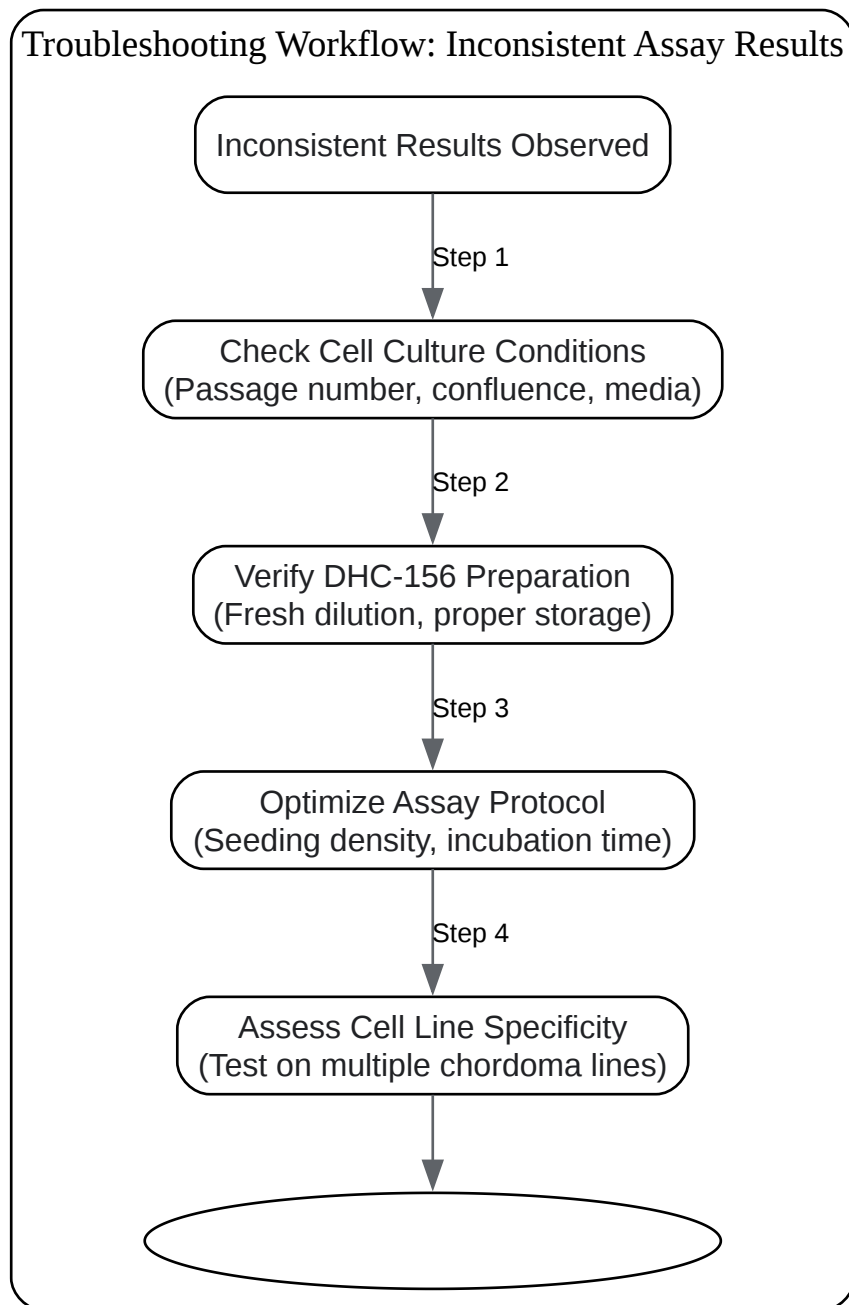 Troubleshooting Workflow: Inconsistent Assay Results
Inconsistent Results Observed
Step 1
Check Cell Culture Conditions
(Passage number, confluence, media)
Step 2
Verify DHC-156 Preparation
(Fresh dilution, proper storage)
Step 3
Optimize Assay Protocol
(Seeding density, incubation time)
Step 4
Assess Cell Line Specificity
(Test on multiple chordoma lines)